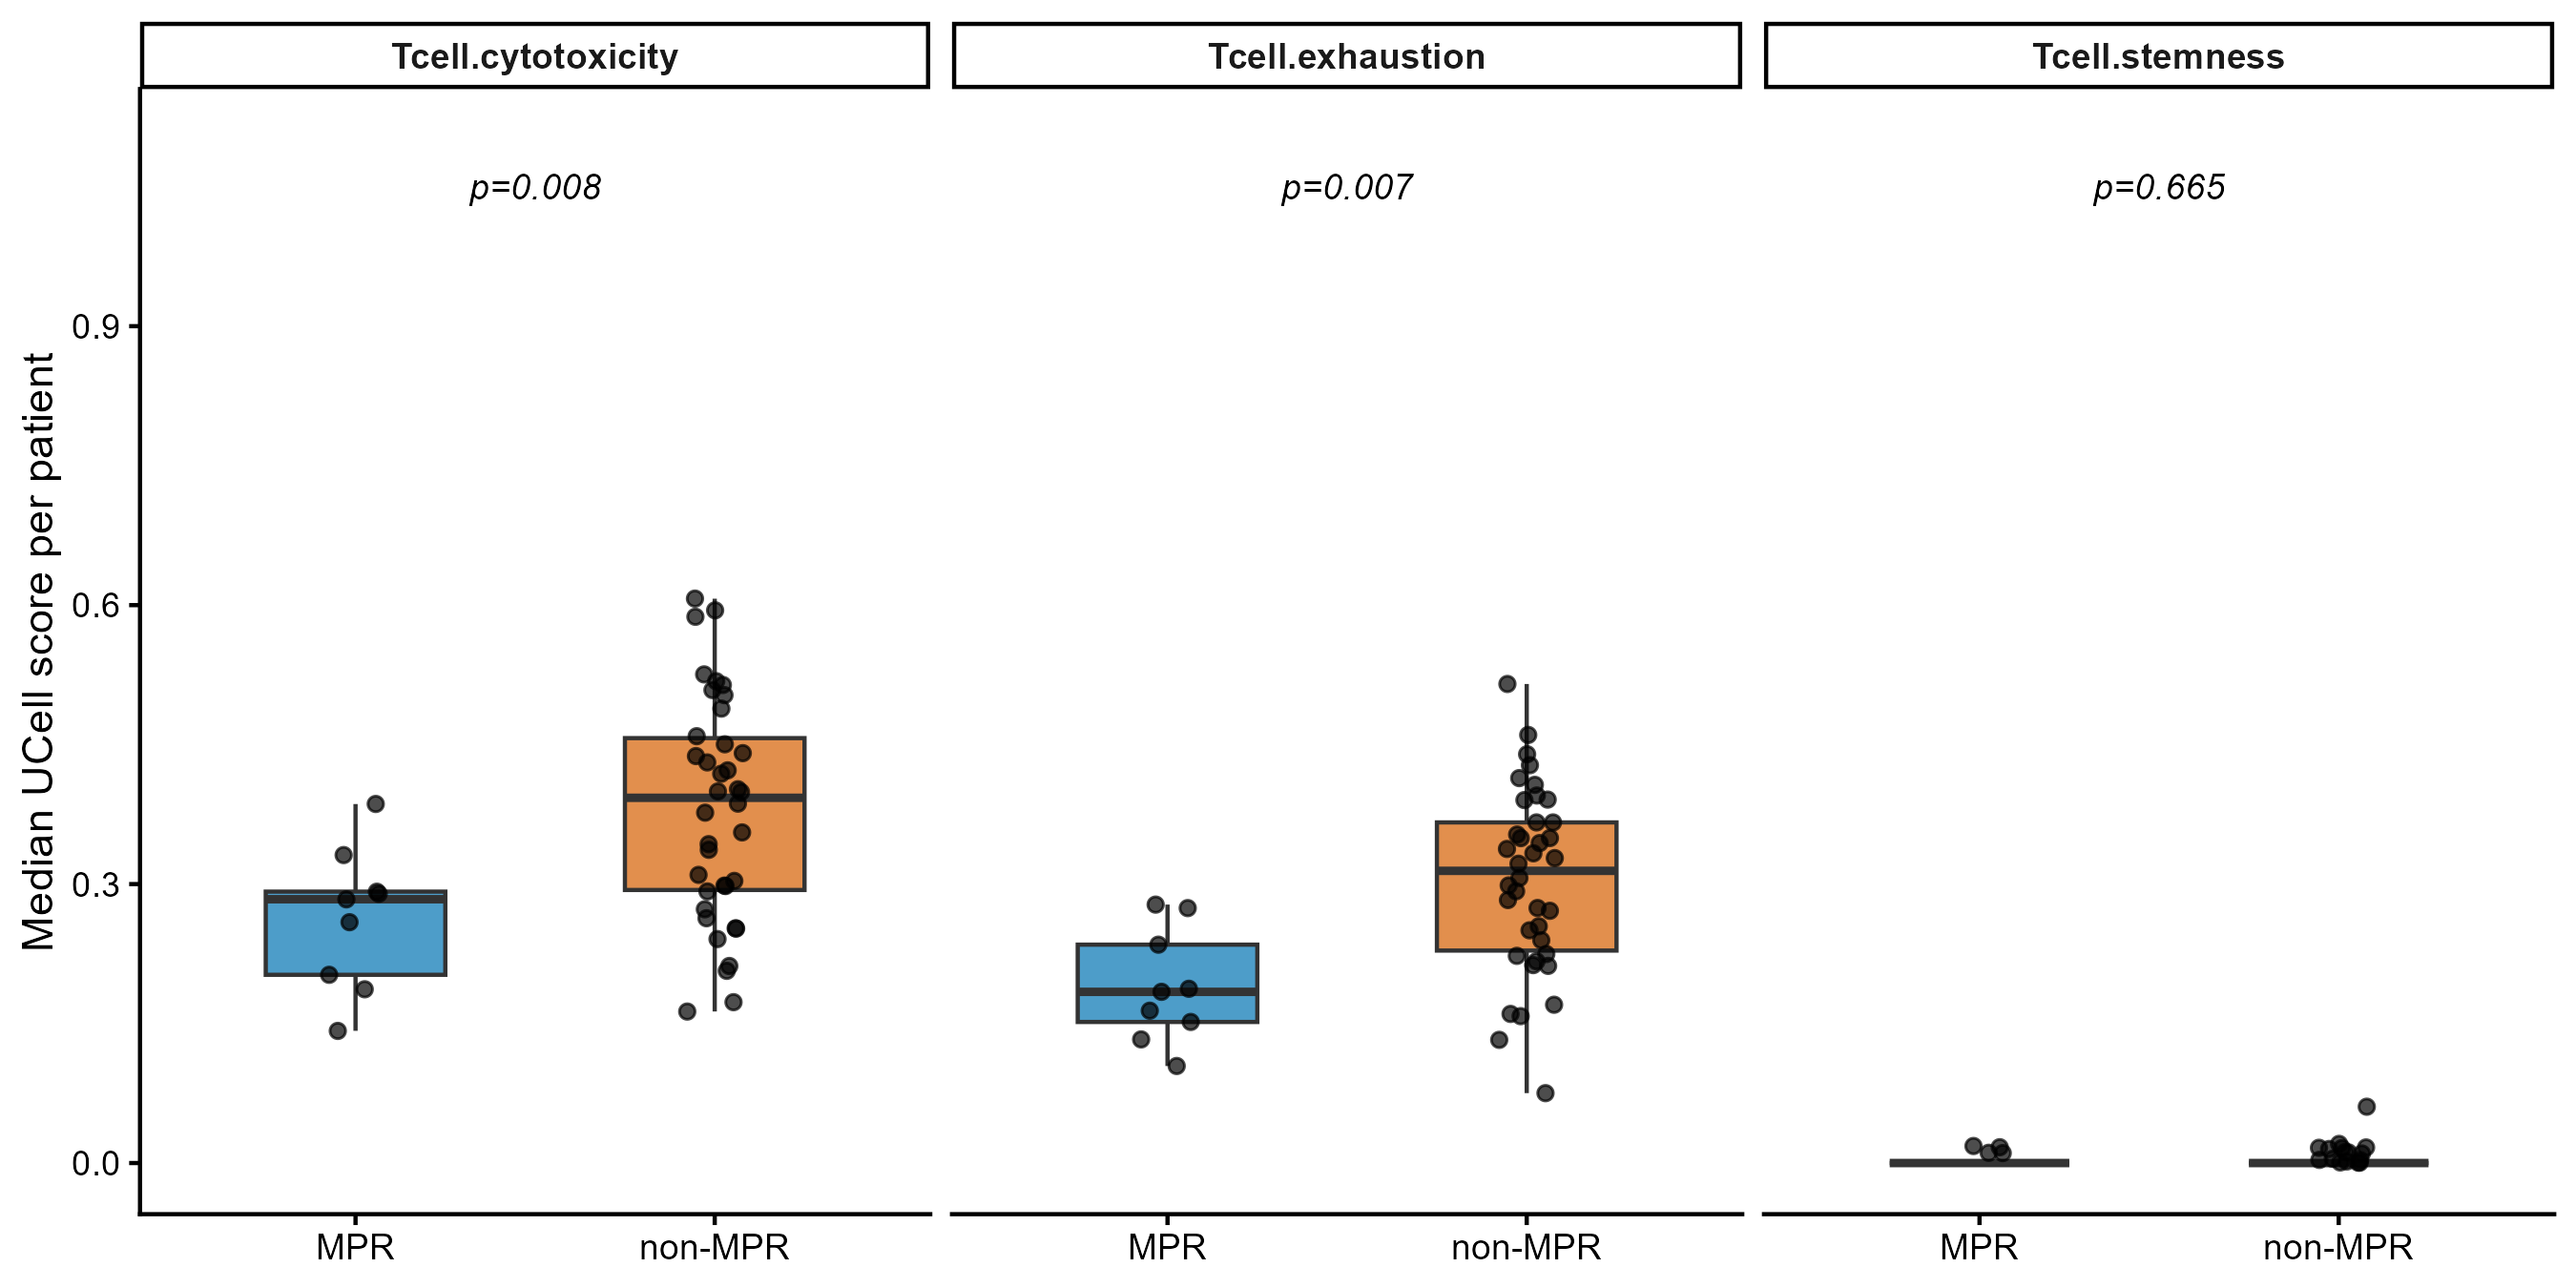 Tcell.cytotoxicity
Tcell.exhaustion
Tcell.stemness
p=0.008
p=0.007
p=0.665
Median UCell score per patient
0.9
0.6
0.3
0.0
MPR
non-MPR
MPR
non-MPR
MPR
non-MPR